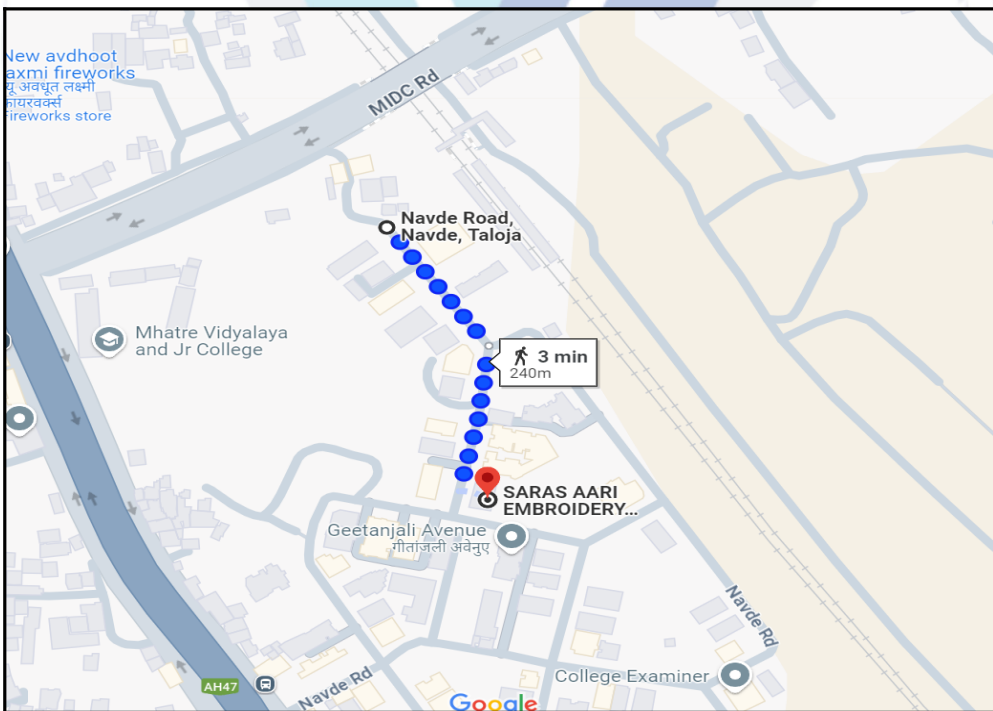 New avdhoot
axmi fireworks
यू अवधूत लक्ष्मी
फायरवर्क्स
Fireworks store
MIDC Rd
Navde Road,
Navde, Taloja
Mhatre Vidyalaya
and Jr College
3 min
240m
SARAS AARI
EMBROIDERY...
Geetanjali Avenue
गीतांजली अवेनुए
Navde Rd
College Examiner
AH47
Navde Rd
Google